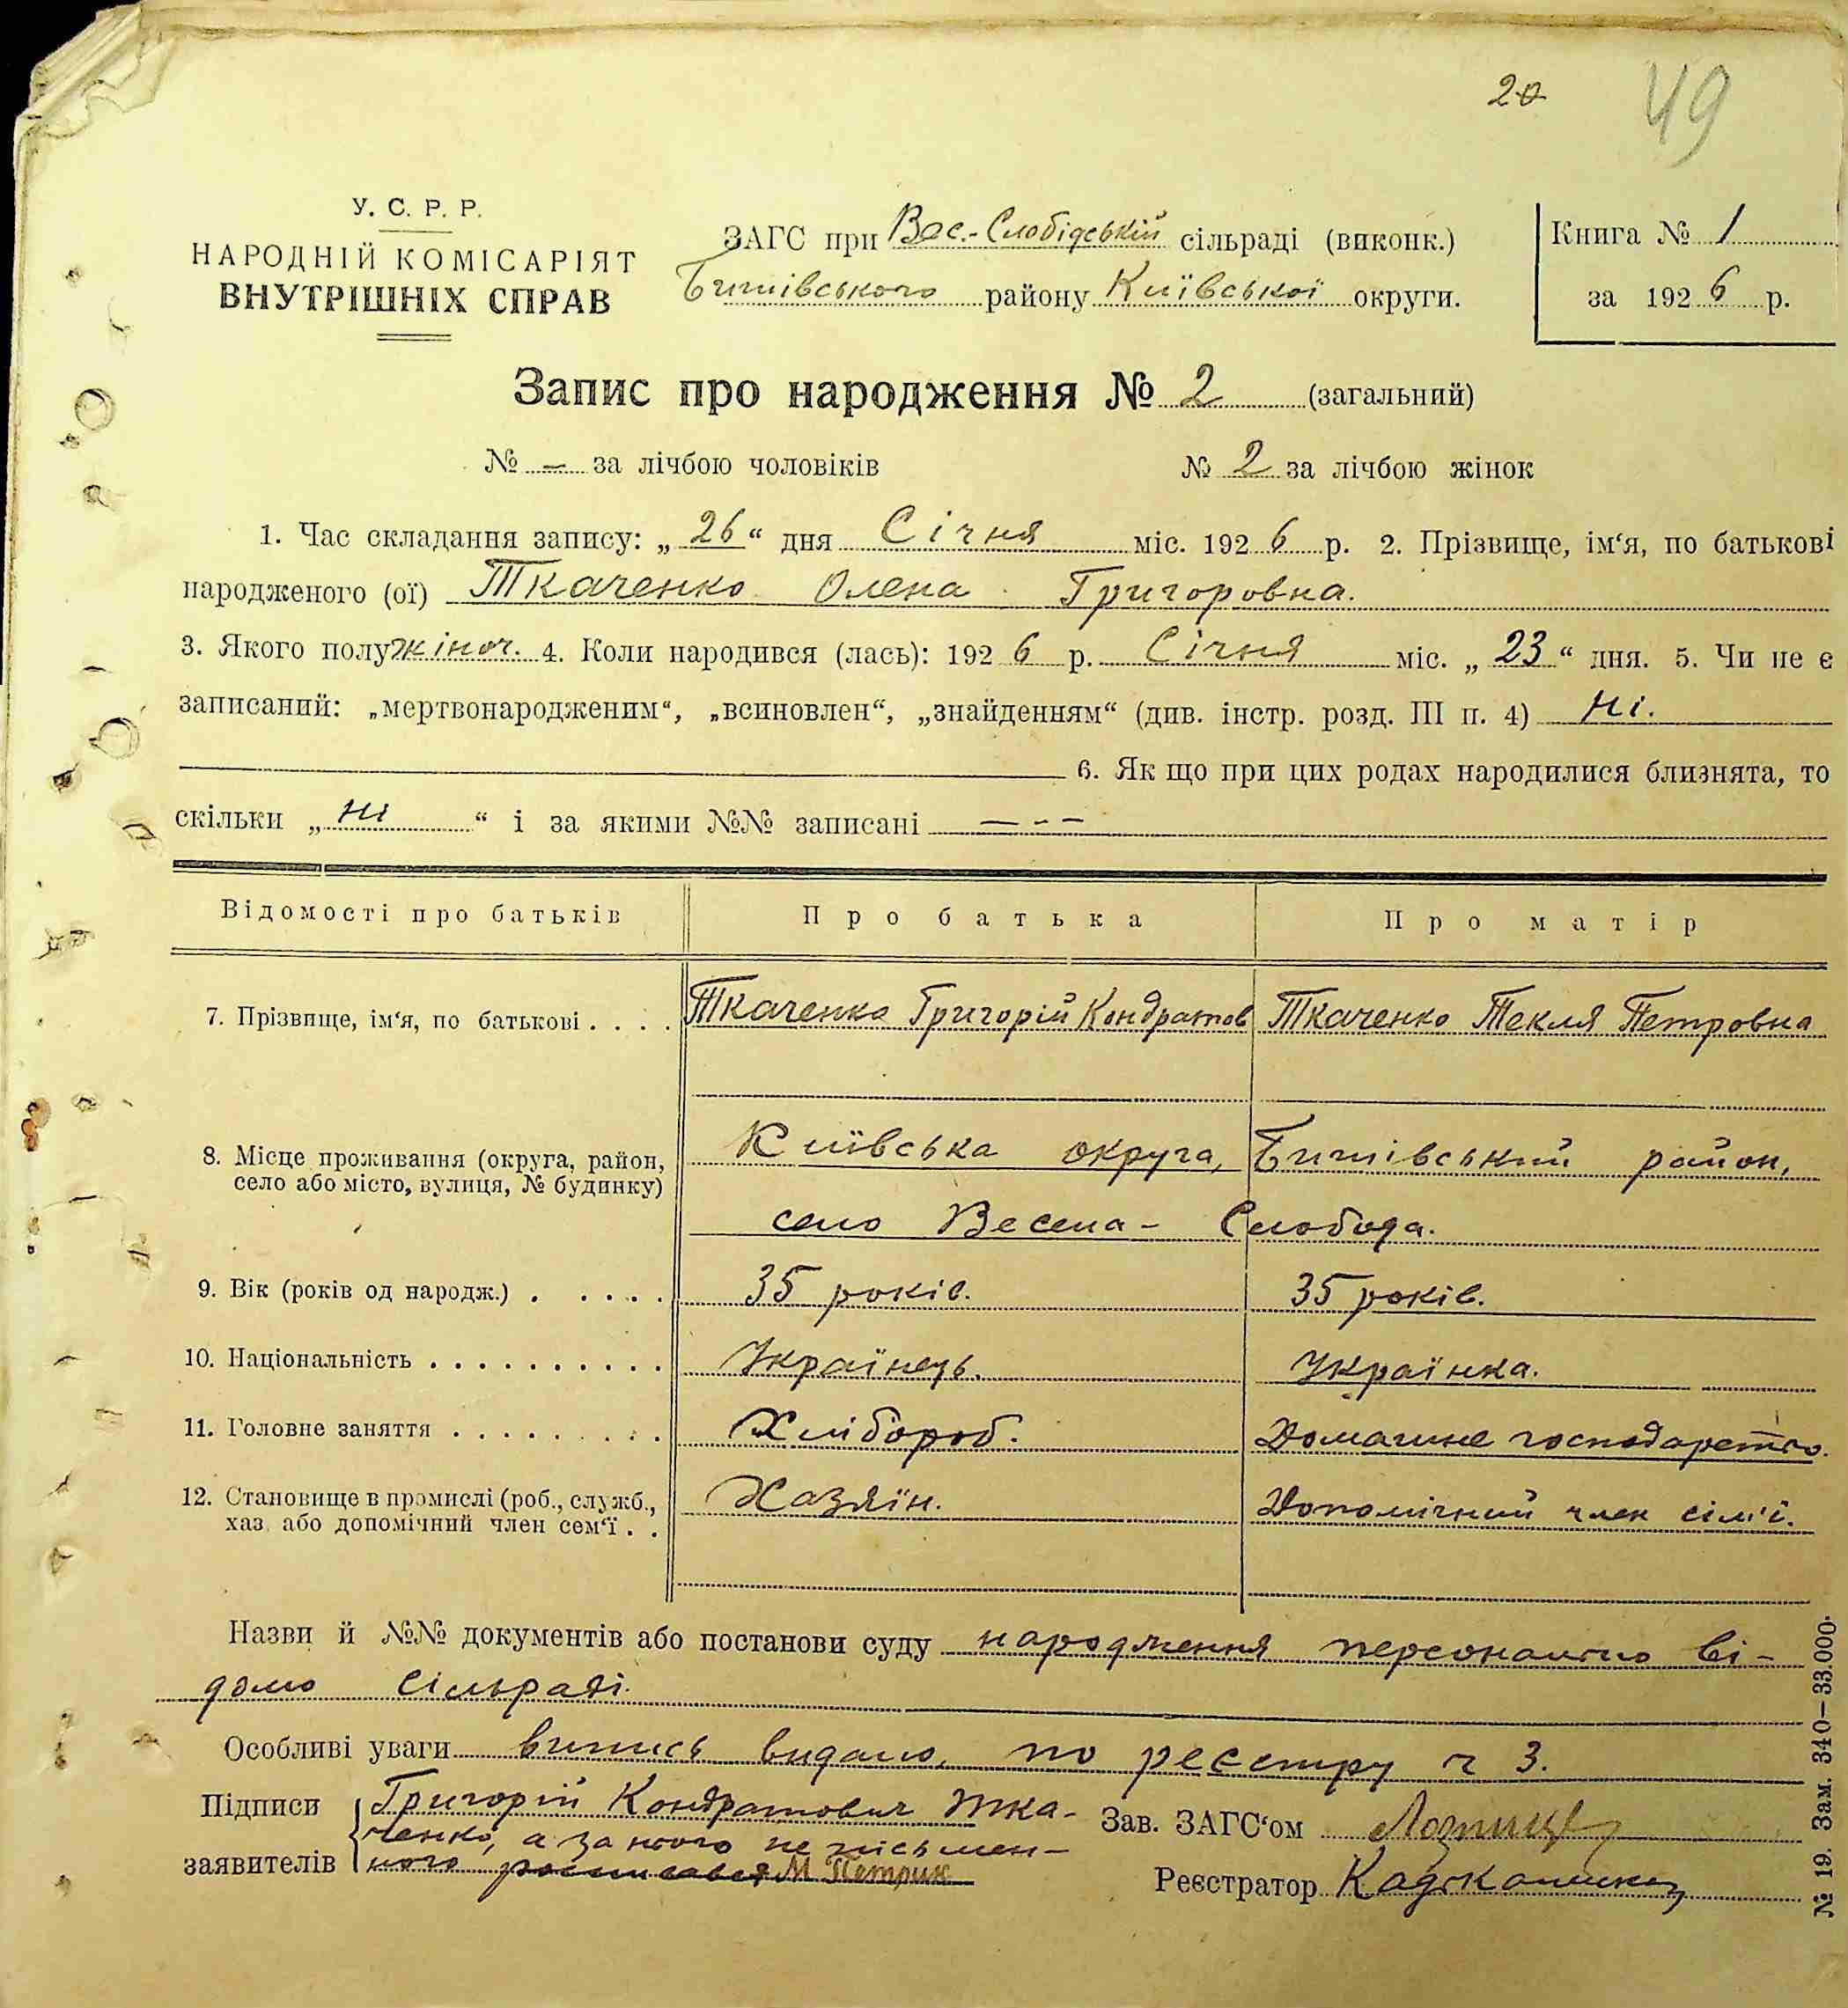 20 49
У. С. Р. Р.
НАРОДНІЙ КОМІСАРІЯТ
ВНУТРІШНІХ СПРАВ
ЗАГС при Вес.-Слобідській сільраді (виконк.)
Бишівського району Київської округи.
Книга № 1
за 1926 р.
Запис про народження № 2 (загальний)
№ — за лічбою чоловіків № 2 за лічбою жінок
1. Час складання запису: „26“ дня Січня міс. 1926 р. 2. Прізвище, ім‘я, по батькові
народженого (ої) Ткаченко Олена Григоровна.
3. Якого полу жіноч. 4. Коли народився (лась): 1926 р. Січня міс. „23“ дня. 5. Чи не є
записаний: „мертвонародженим“, „всиновлен“, „знайденням“ (див. інстр. розд. III п. 4) ні.
6. Як що при цих родах народилися близнята, то
скільки „ні“ і за якими №№ записані — - –
Відомості про батьків Про батька Про матір
7. Прізвище, ім‘я, по батькові . . . . Ткаченко Григорій Кондратов Ткаченко Текля Петровна
8. Місце проживання (округа, район, Київська округа, Бишівський район,
село або місто, вулиця, № будинку)
село Весела - Слобода.
9. Вік (років од народж.) . . . . . 35 років. 35 років.
10. Національність . . . . . . . . . . Українець. Українка.
11. Головне заняття . . . . . . . . . Хлібороб. Домашне господарство.
12. Становище в промислі (роб., служб., Хазяїн. Допомічний член сім'ї.
хаз. або допомічний член сем‘ї . .
Назви й №№ документів або постанови суду народження персонально ві-
домо сільраді.
Особливі уваги випись видано, по реєстру ч 3.
Підписи Григорій Кондратович Тка-
ченко, а за нього не письмен-
заявителів ного росписався М Петрик
Зав. ЗАГС‘ом
Реєстратор
№ 19. Зам. 340—33.000.